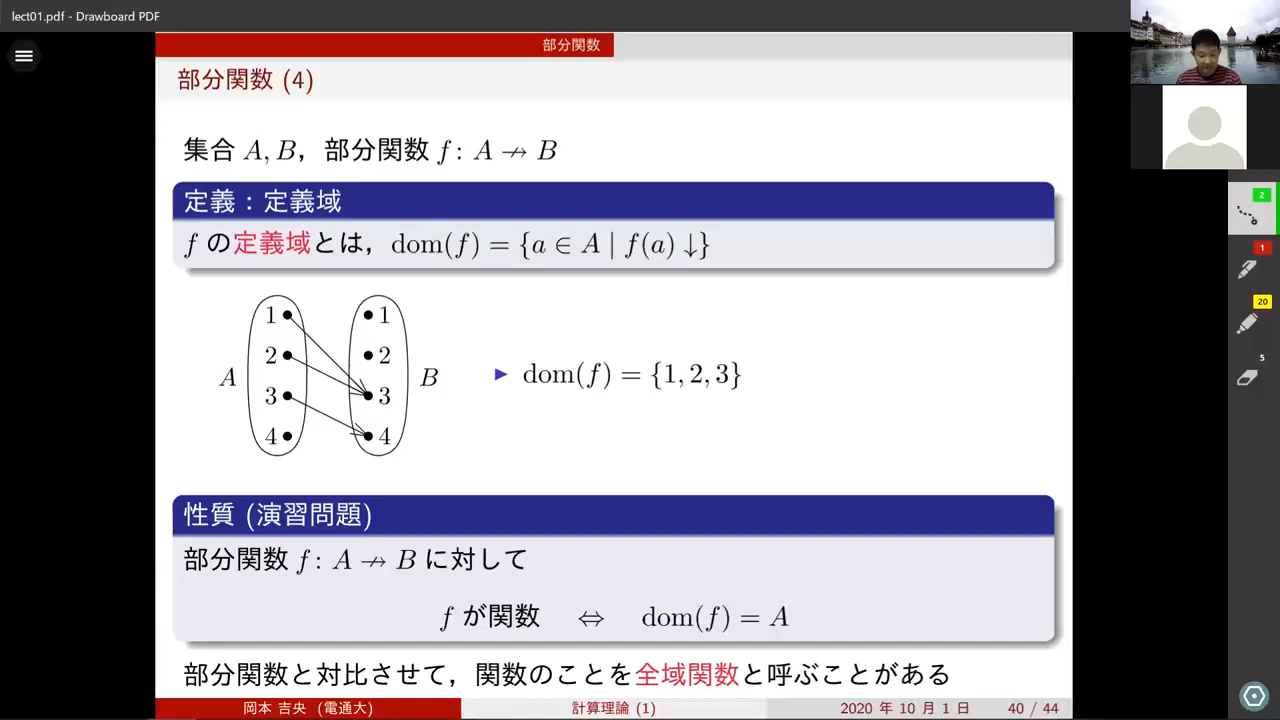 lect01.pdf - Drawboard PDF
部分関数
部分関数 (4)
集合 A, B，部分関数 f : A ⇸ B
定義：定義域
f の定義域とは，dom(f) = {a ∈ A | f(a) ↓}
1 1
2 2
A B
3 3
4 4
▶ dom(f) = {1, 2, 3}
性質 (演習問題)
部分関数 f : A ⇸ B に対して
f が関数 ⇔ dom(f) = A
部分関数と対比させて，関数のことを全域関数と呼ぶことがある
岡本 吉央 (電通大) 計算理論 (1) 2020 年 10 月 1 日 40 / 44
2
1
20
5